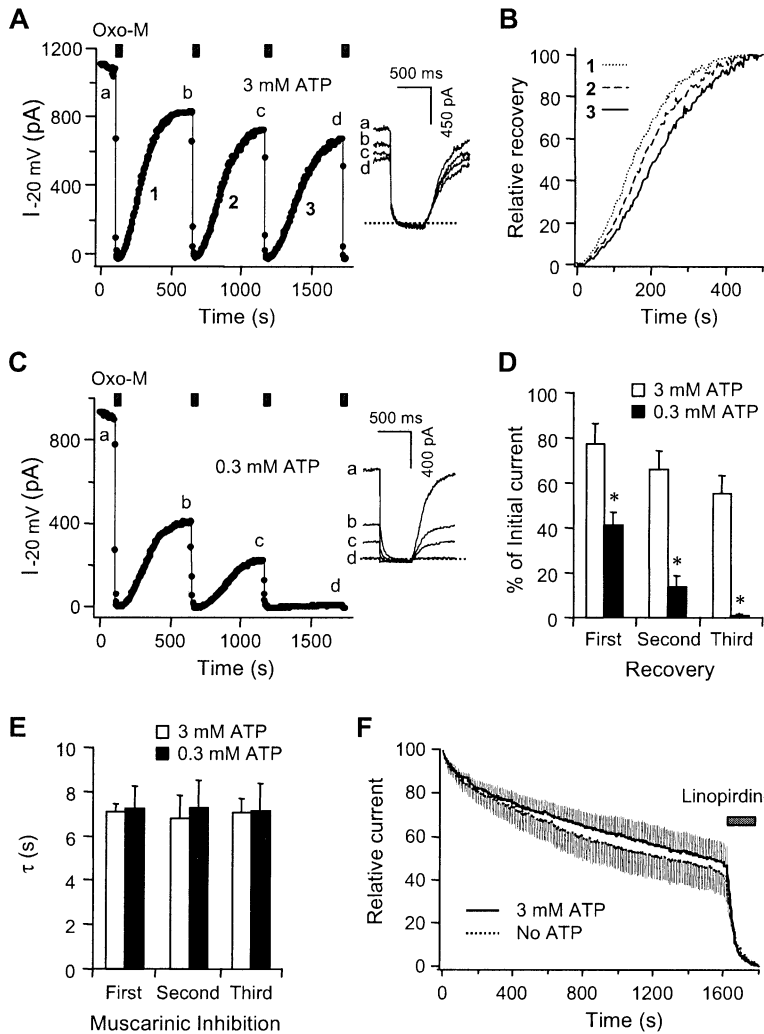 A
Oxo-M
1200
800
400
0
I-20 mV (pA)
a
b
c
d
3 mM ATP
1
2
3
0
500
1000
1500
Time (s)
500 ms
450 pA
a
b
c
d
B
100
80
60
40
20
0
Relative recovery
1
2
3
0
200
400
Time (s)
C
Oxo-M
800
400
0
I-20 mV (pA)
a
b
c
d
0.3 mM ATP
0
500
1000
1500
Time (s)
500 ms
400 pA
a
b
c
d
D
3 mM ATP
0.3 mM ATP
100
80
60
40
20
0
% of Initial current
*
*
*
First Second Third
Recovery
E
3 mM ATP
0.3 mM ATP
10
8
6
4
2
0
τ (s)
First Second Third
Muscarinic Inhibition
F
100
80
60
40
20
0
Relative current
Linopirdin
3 mM ATP
No ATP
0
400
800
1200
1600
Time (s)